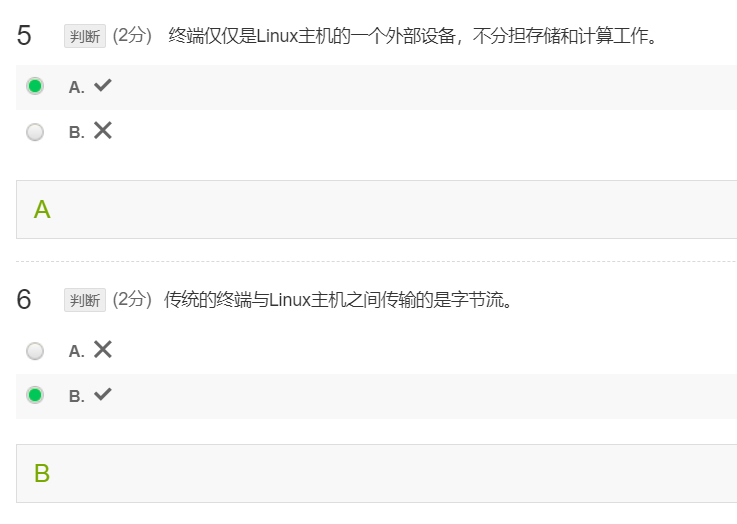 5 判断 (2分) 终端仅仅是Linux主机的一个外部设备，不分担存储和计算工作。
A. ✓
B. ✕
A
6 判断 (2分) 传统的终端与Linux主机之间传输的是字节流。
A. ✕
B. ✓
B